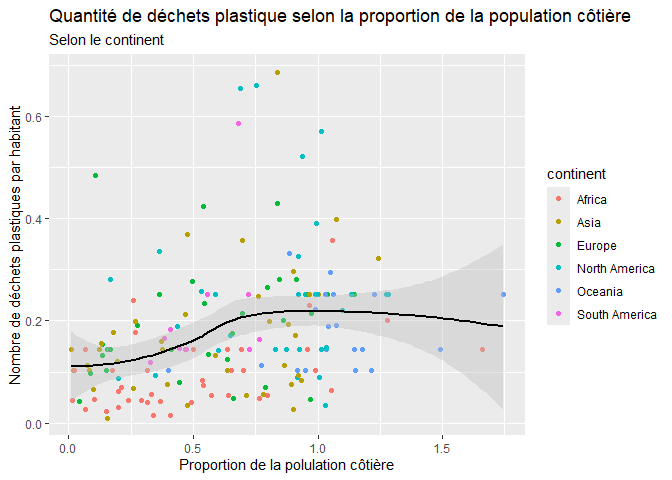 Quantité de déchets plastique selon la proportion de la population côtière
Selon le continent
Nombre de déchets plastiques par habitant
0.6
0.4
0.2
0.0
0.0 0.5 1.0 1.5
Proportion de la polulation côtière
continent
Africa
Asia
Europe
North America
Oceania
South America